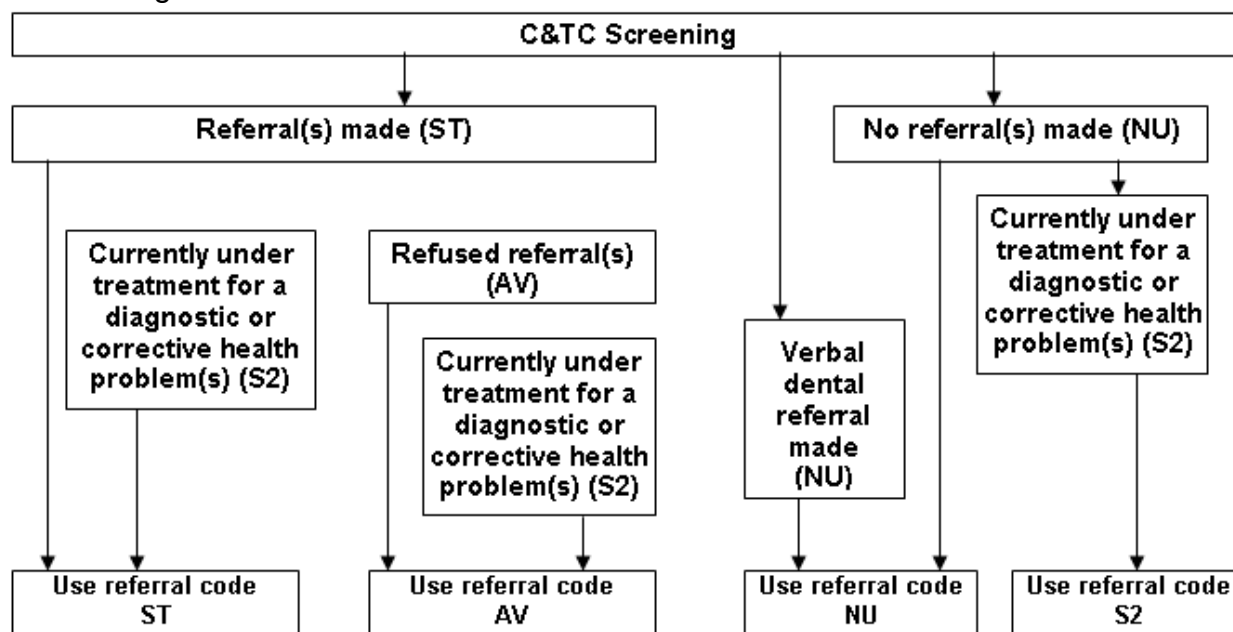 C&TC Screening
Referral(s) made (ST)
No referral(s) made (NU)
Currently under
treatment for a
diagnostic or
corrective health
problem(s) (S2)
Refused referral(s)
(AV)
Currently under
treatment for a
diagnostic or
corrective health
problem(s) (S2)
Verbal
dental
referral
made
(NU)
Currently under
treatment for a
diagnostic or
corrective health
problem(s) (S2)
Use referral code
ST
Use referral code
AV
Use referral code
NU
Use referral code
S2